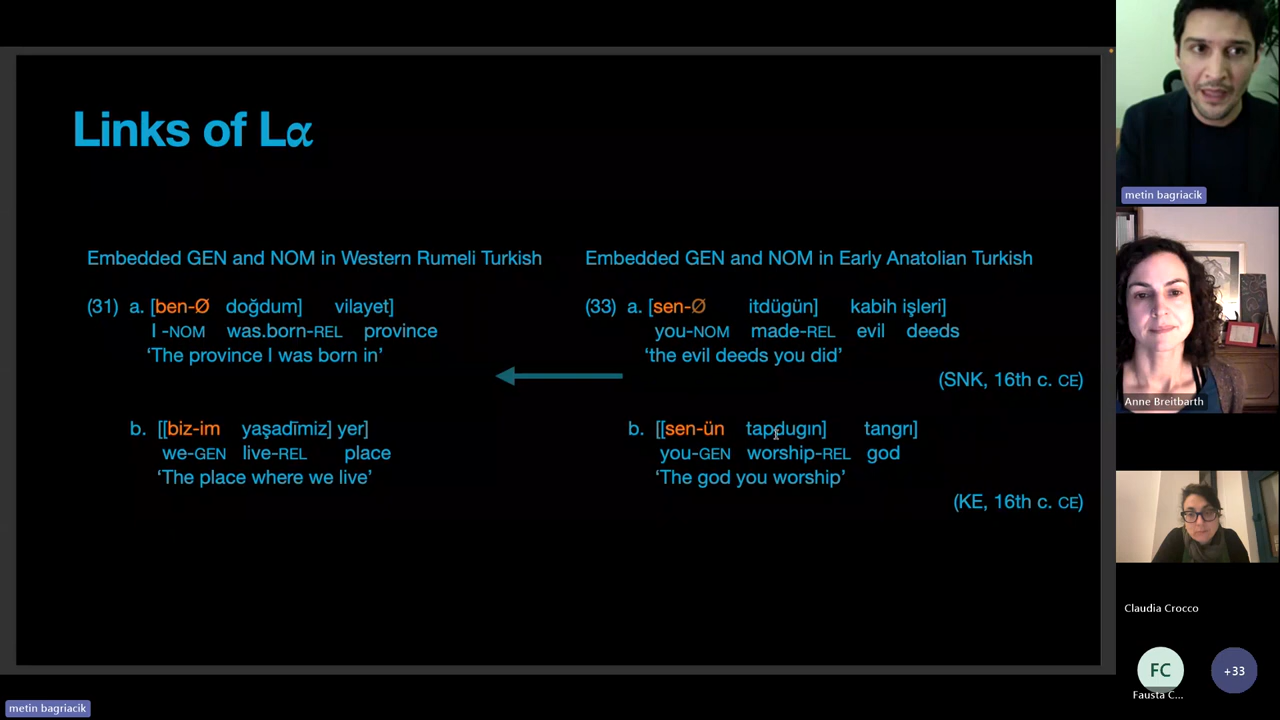 Links of Lα
Embedded GEN and NOM in Western Rumeli Turkish
(31) a. [ben-Ø doğdum] vilayet]
I -NOM was.born-REL province
‘The province I was born in’
b. [[biz-im yaşadīmiz] yer]
we-GEN live-REL place
‘The place where we live’
Embedded GEN and NOM in Early Anatolian Turkish
(33) a. [sen-Ø itdügün] kabih işleri]
you-NOM made-REL evil deeds
‘the evil deeds you did’
(SNK, 16th c. CE)
b. [[sen-ün tapdugın] tangrı]
you-GEN worship-REL god
‘The god you worship’
(KE, 16th c. CE)
metin bagriacik
Anne Breitbarth
Claudia Crocco
FC
Fausta C...
+33
metin bagriacik